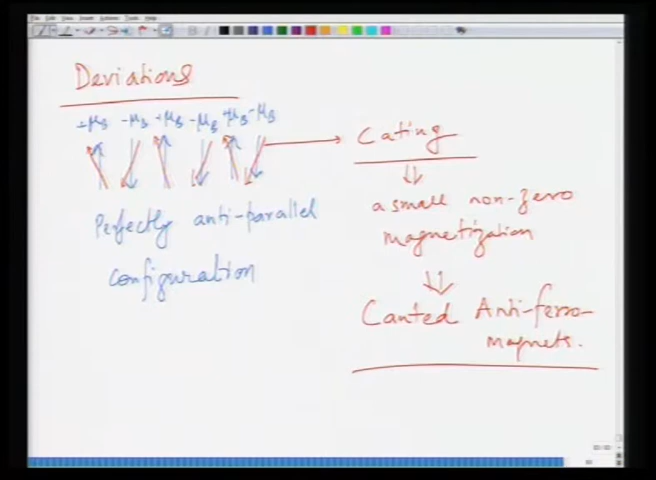 Deviations
+μB -μB +μB -μB +μB -μB
Cating
a small non-zero
magnetization
Perfectly anti-parallel
configuration
Canted Anti-ferro-
magnets.